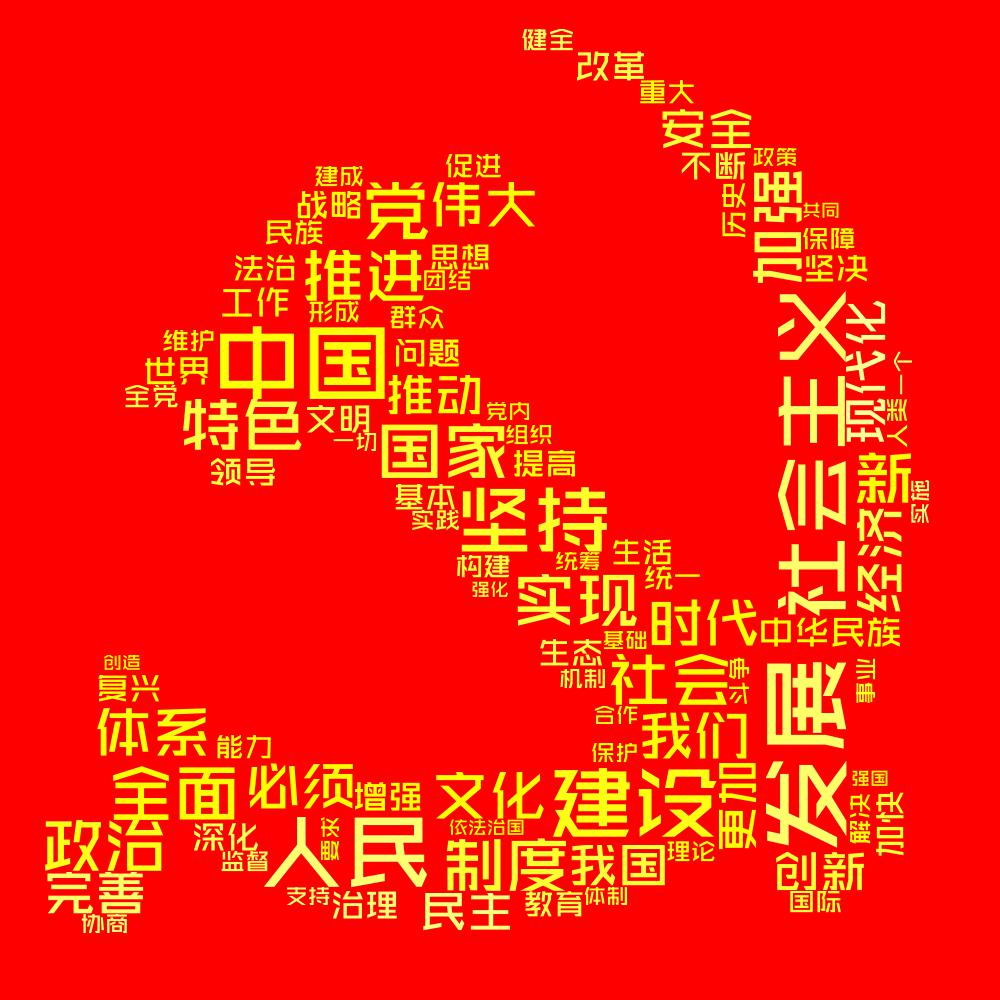 健全
改革
重大
安全
不断
政策
促进
建成
战略
党
伟大
历史
加强
共同
民族
保障
法治
推进
思想
团结
坚决
工作
形成
群众
维护
中国
问题
社会主义
现代化
世界
全党
特色
文明
推动
党内
一切
国家
组织
提高
一个
人类
领导
基本
实践
坚持
新
实施
构建
强化
统筹
生活
统一
经济
实现
时代
中华民族
生态
基础
机制
社会
斗争
发展
事业
创造
复兴
体系
能力
合作
我们
保护
全面
必须
增强
文化
建设
更加
强国
解决
加快
政治
深化
监督
人民
要求
依法治国
制度
我国
理论
创新
完善
协商
支持
治理
民主
教育
体制
国际